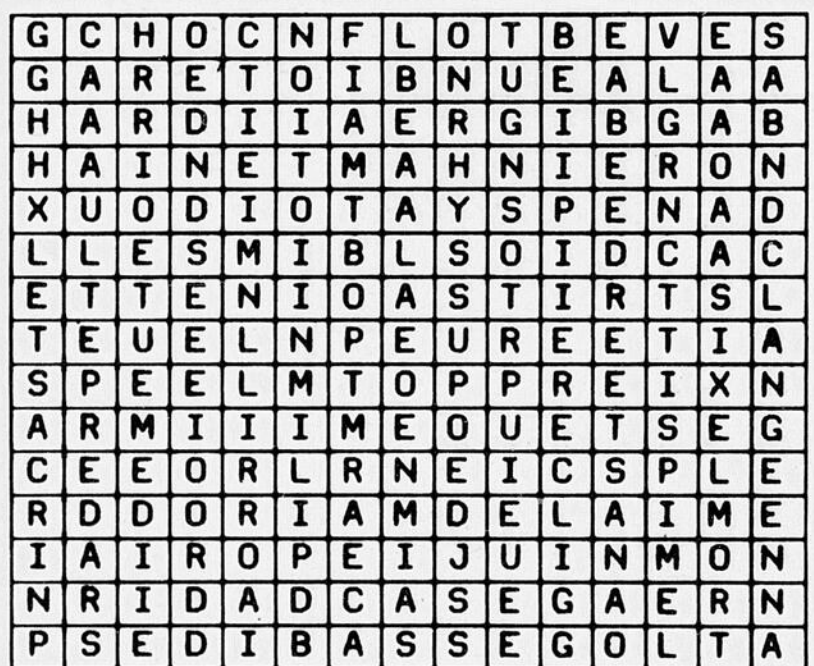 G C H O C N F L O T B E V E S
G A R E T O I B N U E A L A A
H A R D I I A E R G I B G A B
H A I N E T M A H N I E R O N
X U O D I O T A Y S P E N A D
L L E S M I B L S O I D C A C
E T T E N I O A S T I R T S L
T E U E L N P E U R E E T I A
S P E E L M T O P P R E I X N
A R M I I I M E O U E T S E G
C E E O R L R N E I C S P L E
R D D O R I A M D E L A I M E
I A I R O P E I J U I N M O N
N R I D A D C A S E G A E R N
P S E D I B A S S E G O L T A